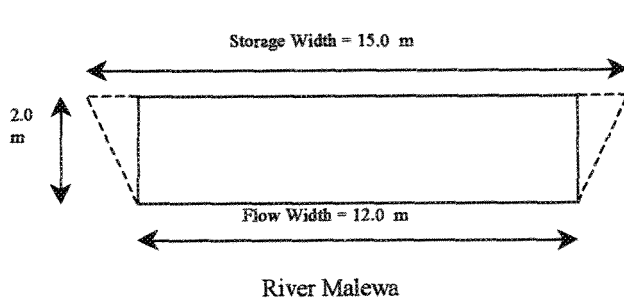 Storage Width = 15.0 m
2.0
m
Flow Width = 12.0 m
River Malewa